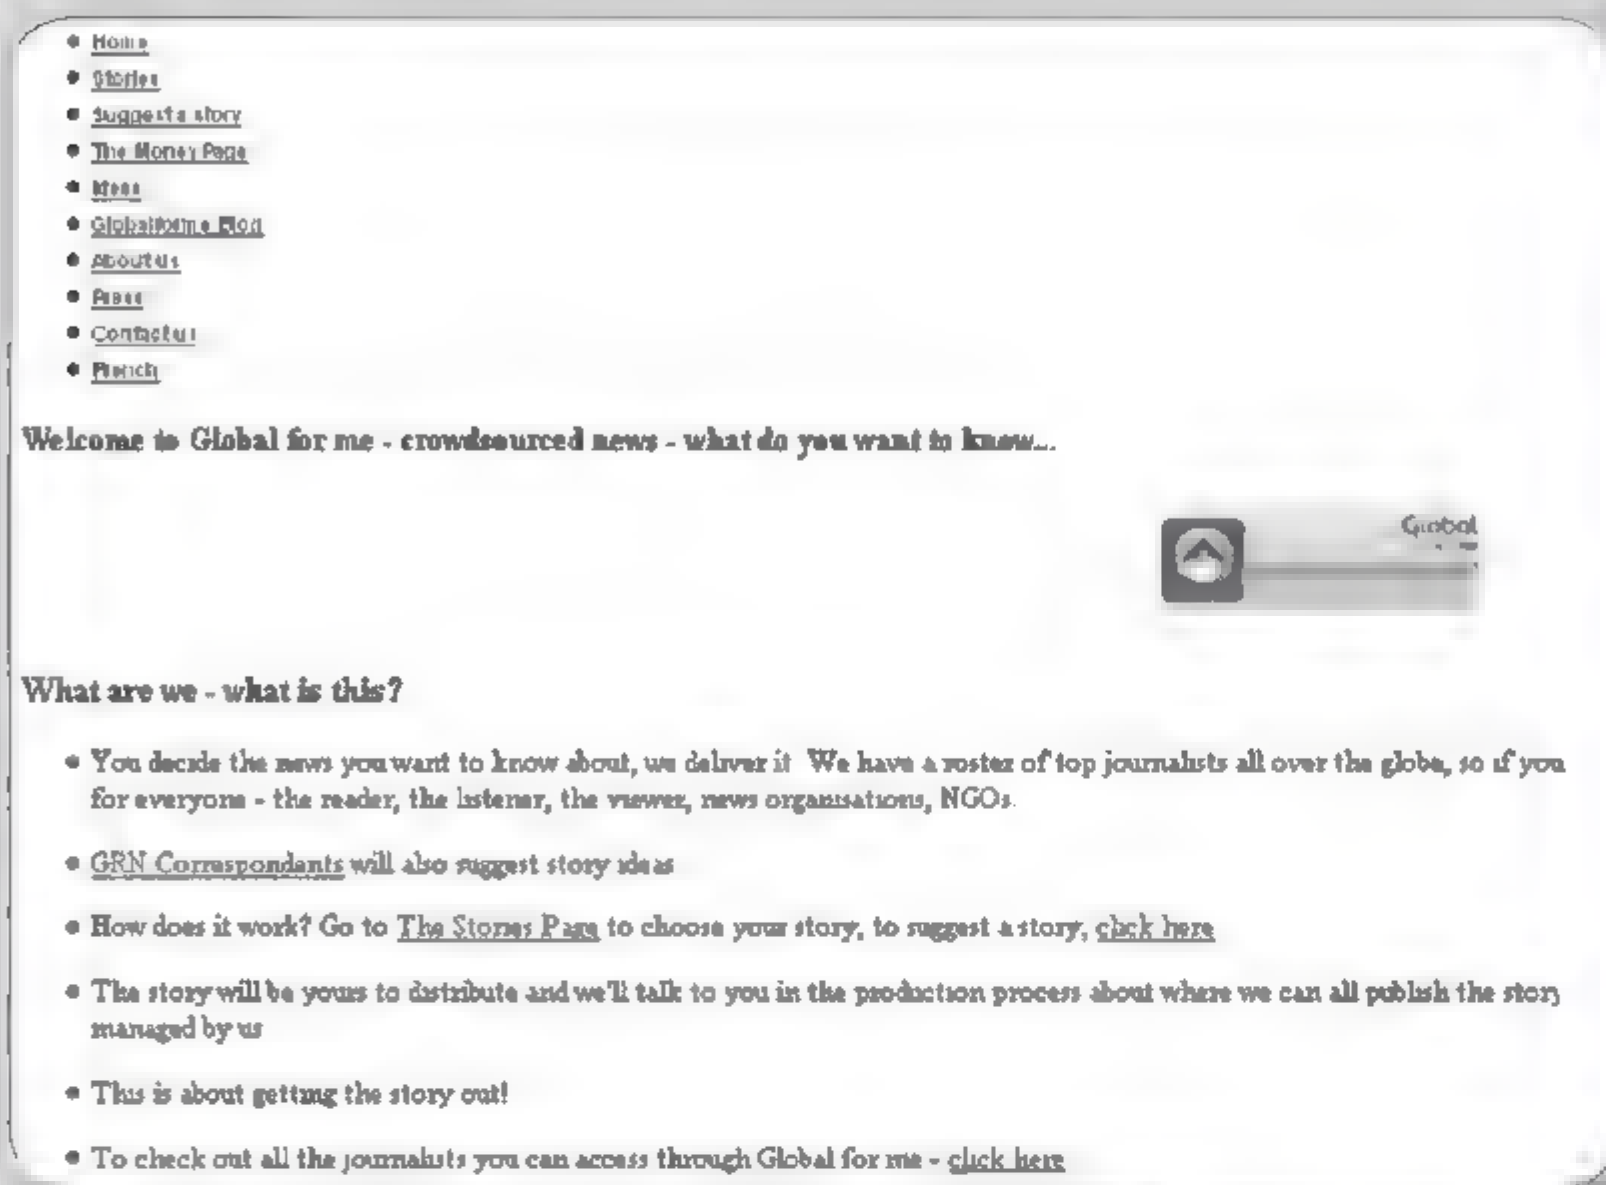 Home
Stories
Suggest a story
The Money Page
Ideas
Globalforme Blog
About us
Press
Contact us
French
Welcome to Global for me - crowdsourced news - what do you want to know...
Global
What are we - what is this?
You decide the news you want to know about, we deliver it. We have a roster of top journalists all over the globe, so if you
for everyone - the reader, the listener, the viewer, news organisations, NGOs.
GRN Correspondents will also suggest story ideas
How does it work? Go to The Stories Page to choose your story, to suggest a story, click here
The story will be yours to distribute and we'll talk to you in the production process about where we can all publish the story
managed by us
This is about getting the story out!
To check out all the journalists you can access through Global for me - click here